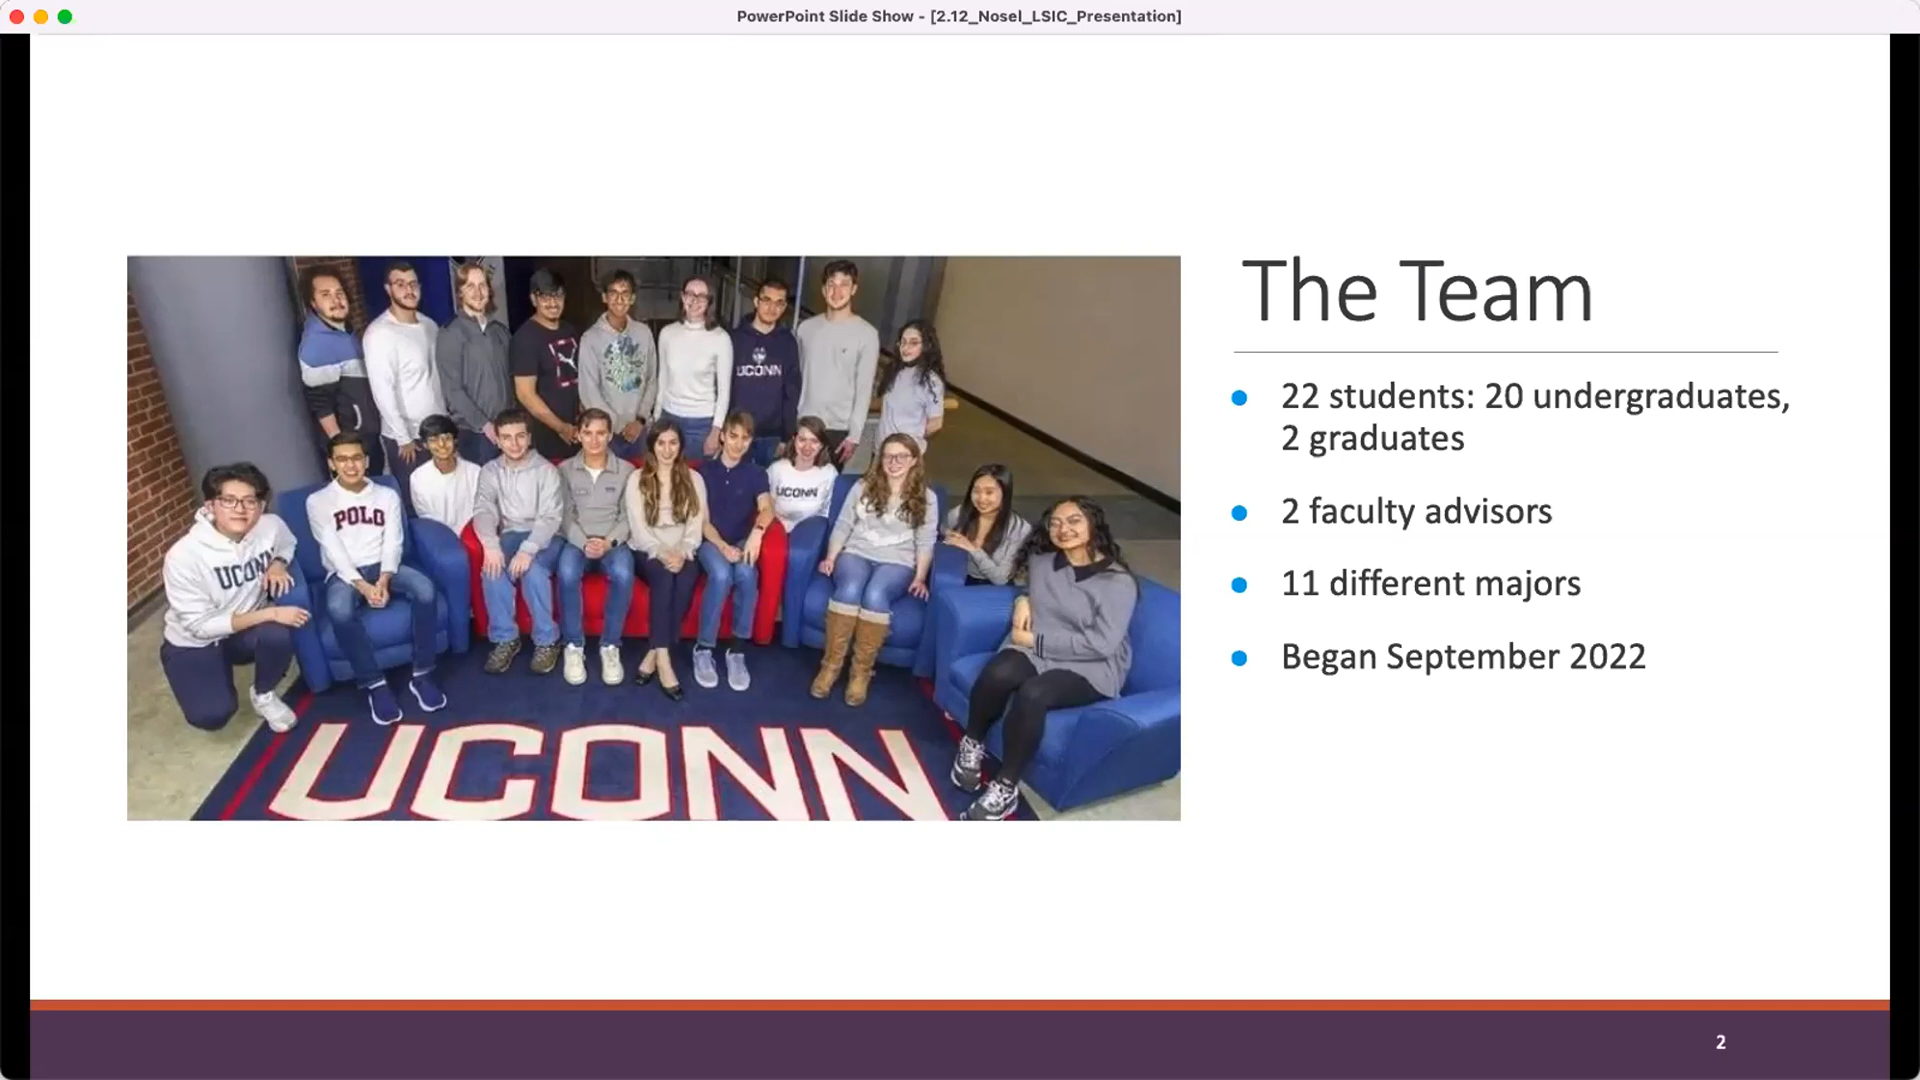 PowerPoint Slide Show - [2.12_Nosel_LSIC_Presentation]
The Team
22 students: 20 undergraduates,
2 graduates
2 faculty advisors
11 different majors
Began September 2022
UCONN
UCONN
POLO
UCONN
UCONN
2